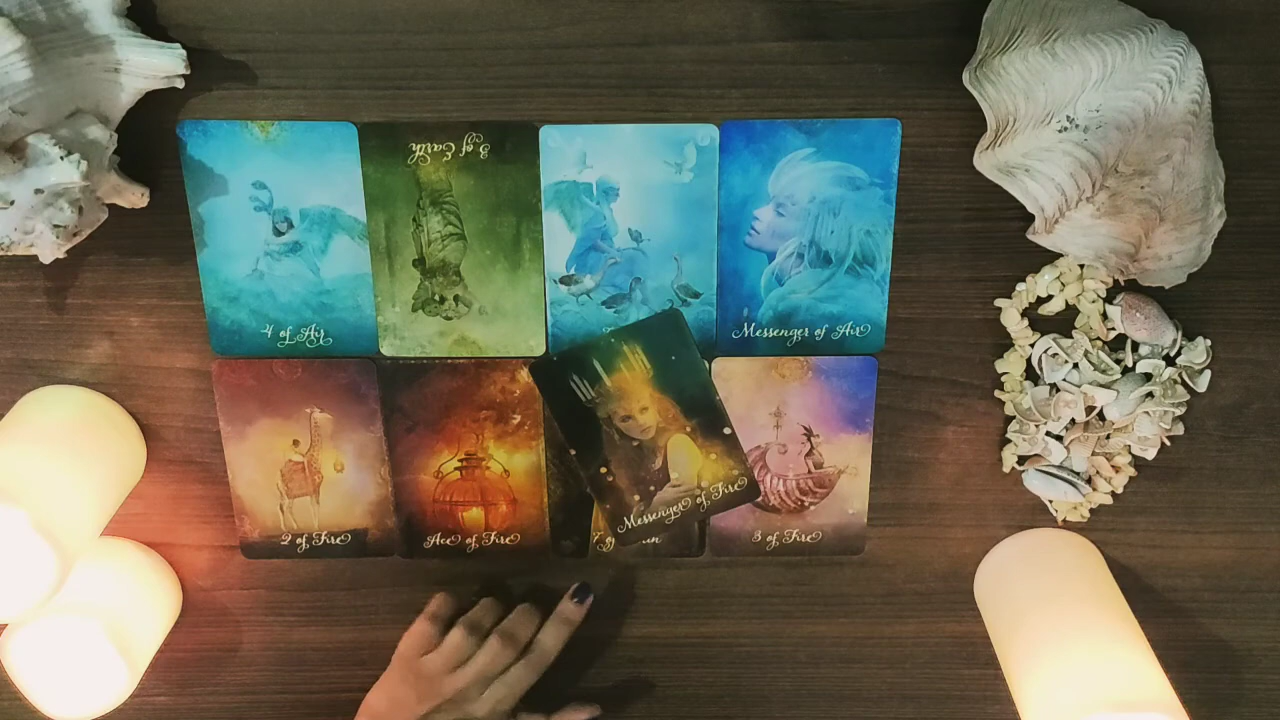 3 of Earth
4 of Air
Messenger of Air
2 of Fire
Ace of Fire
Messenger of Fire
3 of Fire